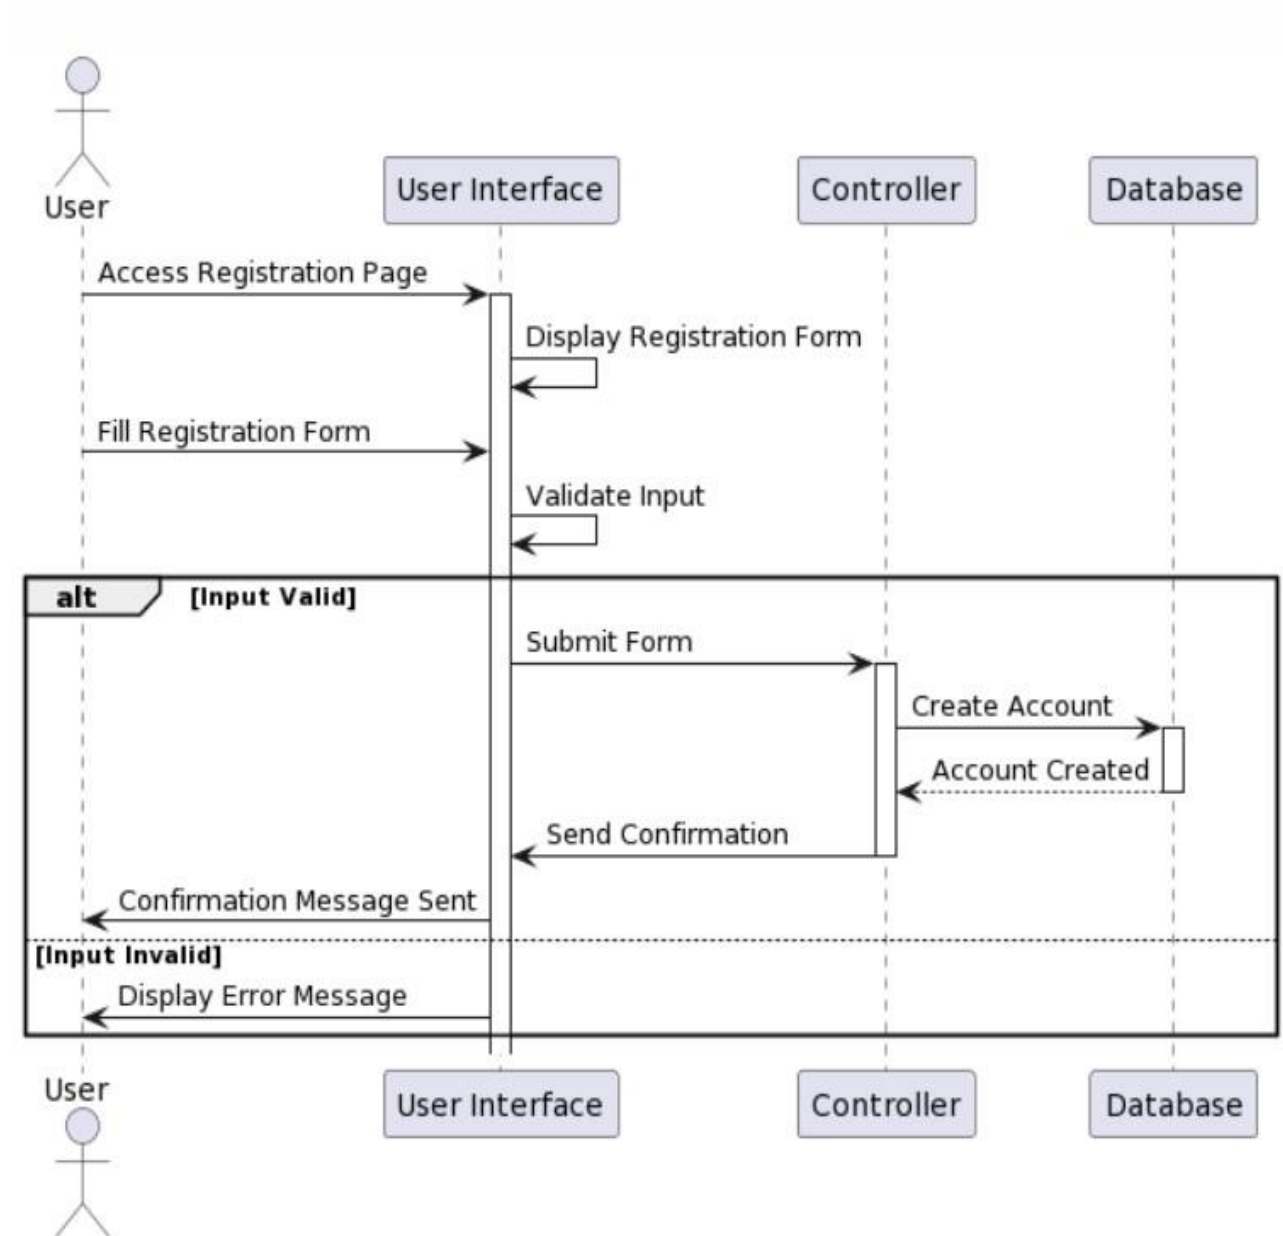 User
User Interface
Controller
Database
Access Registration Page
Display Registration Form
Fill Registration Form
Validate Input
alt
[Input Valid]
Submit Form
Create Account
Account Created
Send Confirmation
Confirmation Message Sent
[Input Invalid]
Display Error Message
User
User Interface
Controller
Database